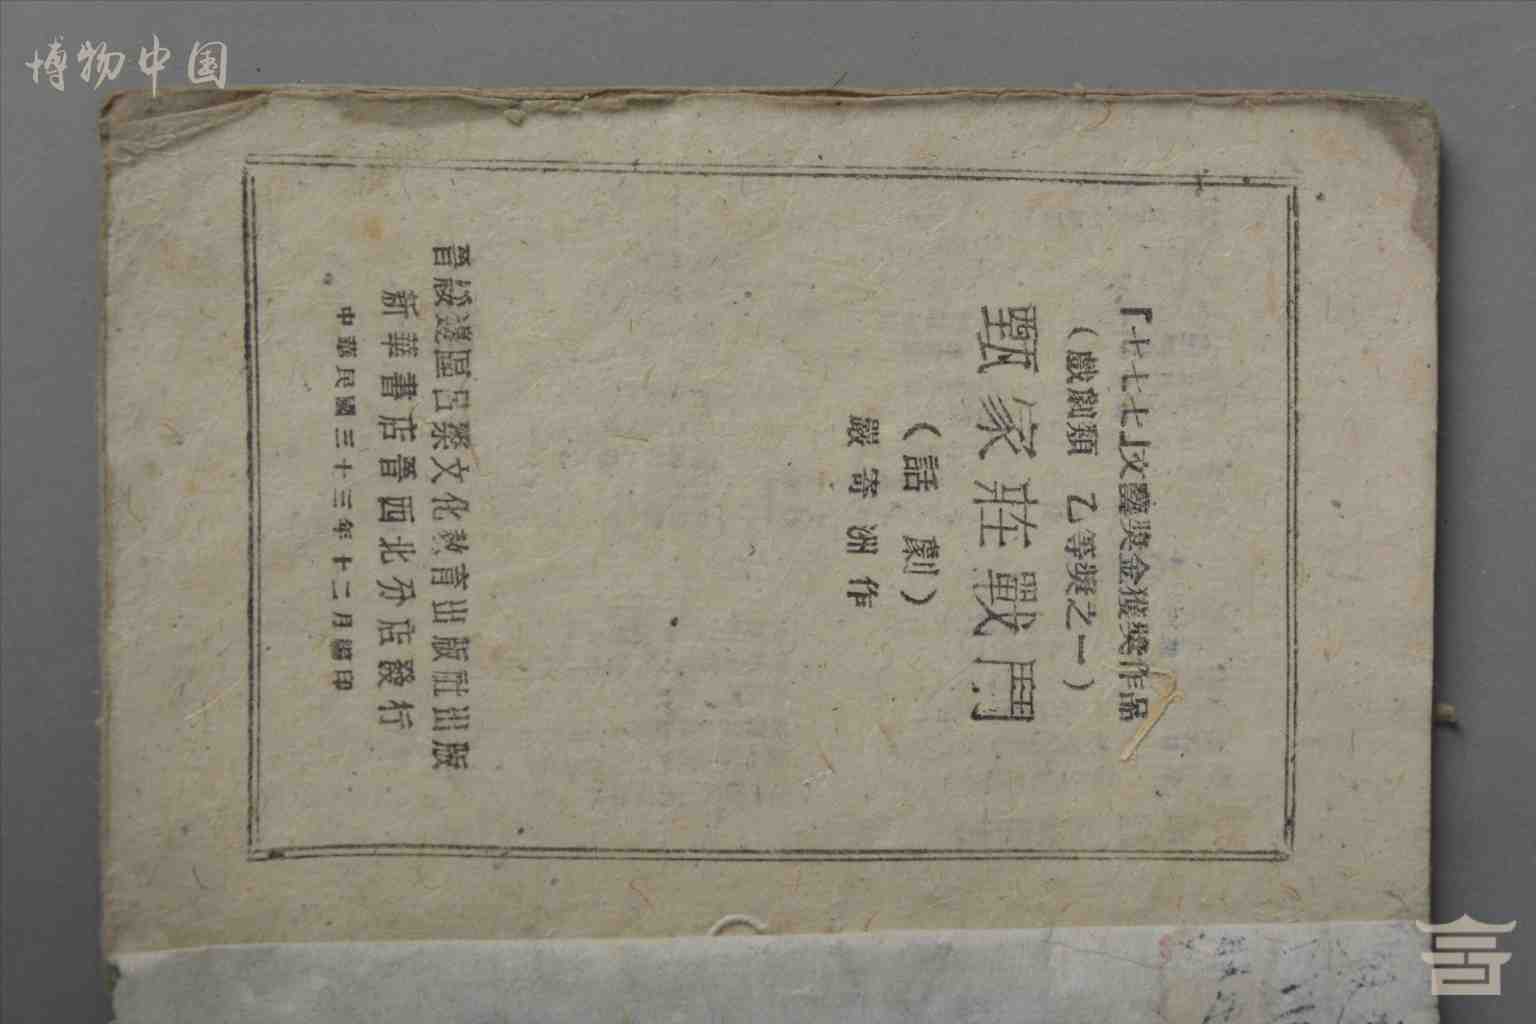 博物中国
「七七七」文藝獎金獲獎作品
（戲劇類　乙等獎之一）
甄家莊戰鬥
（話劇）
嚴寄洲作
晉綏邊區呂梁文化教育出版社出版
新華書店晉西北分店發行
中華民國三十三年十二月編印